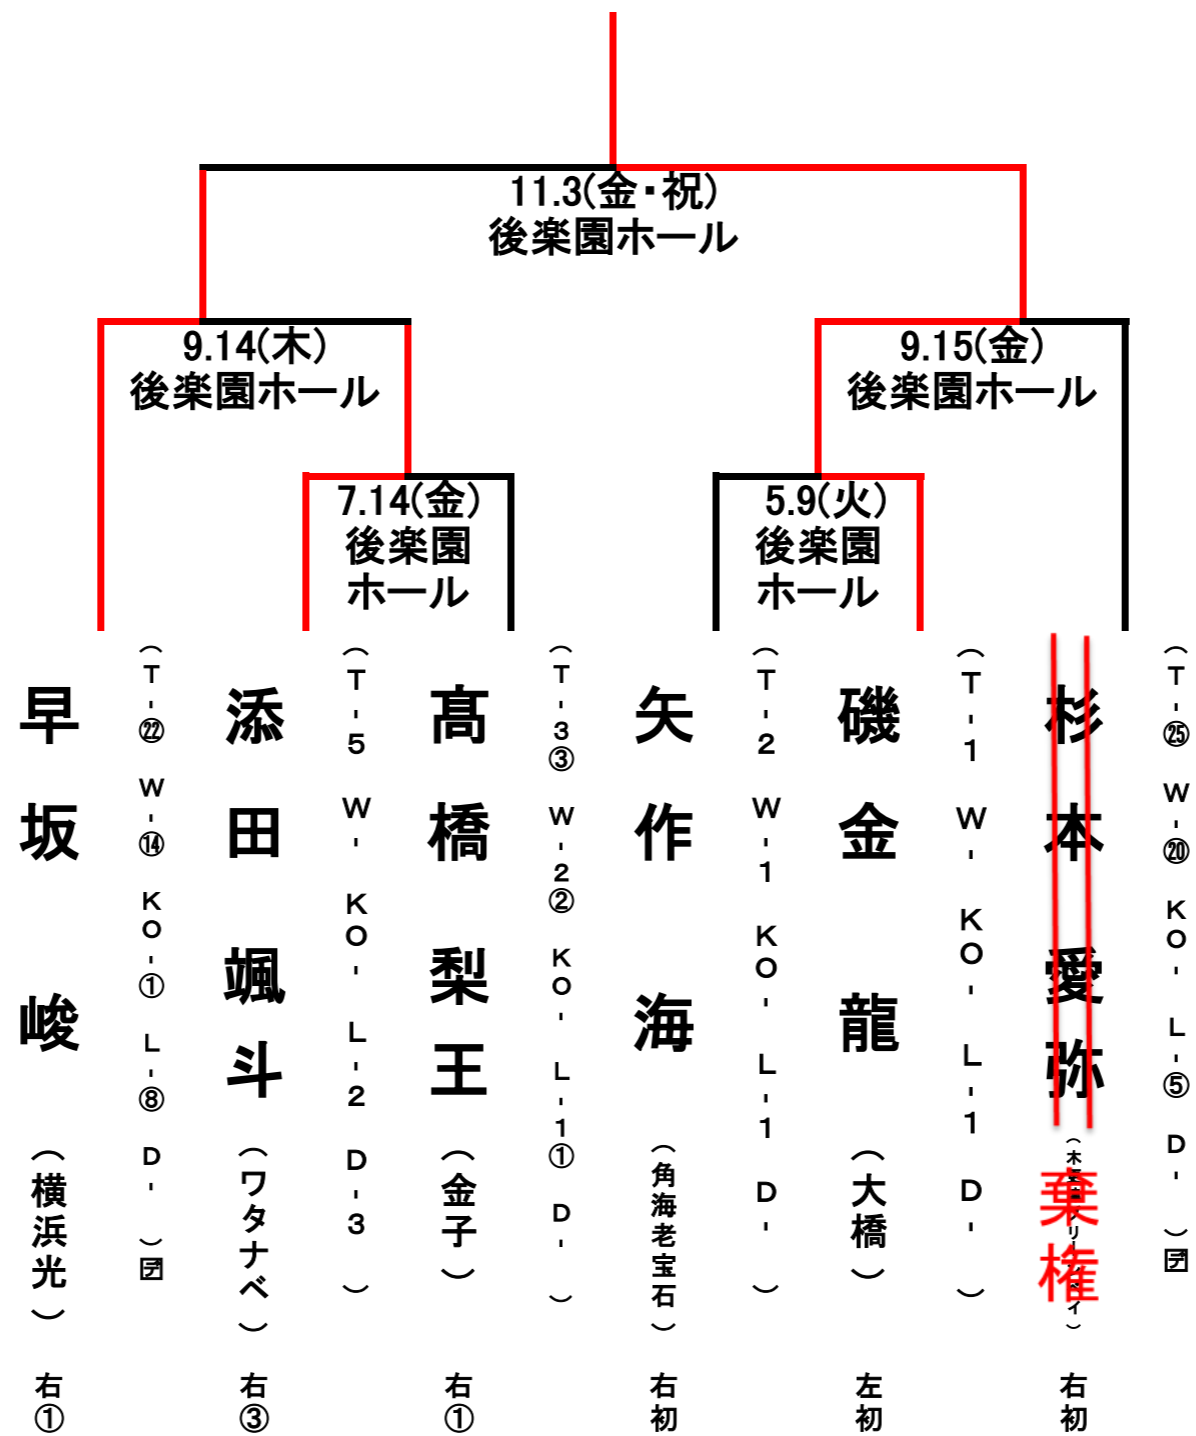 11.3(金・祝)
後楽園ホール
9.14(木)
後楽園ホール
9.15(金)
後楽園ホール
7.14(金)
後楽園
ホール
5.9(火)
後楽園
ホール
早坂 峻(横浜光) 右①
(T-㉒ W-⑭ KO-① L-⑧ D- )
添田 颯斗(ワタナベ) 右③
(T-5 W- KO- L-2 D-3 )
髙橋 梨王(金子) 右①
(T-3③ W-2② KO- L-1① D- )
矢作 海(角海老宝石) 右初
(T-2 W-1 KO- L-1 D- )
磯金 龍(大橋) 左初
(T-1 W- KO- L-1 D- )
杉本 愛弥 右初
棄権
(T-㉕ W-⑳ KO- L-⑤ D- )